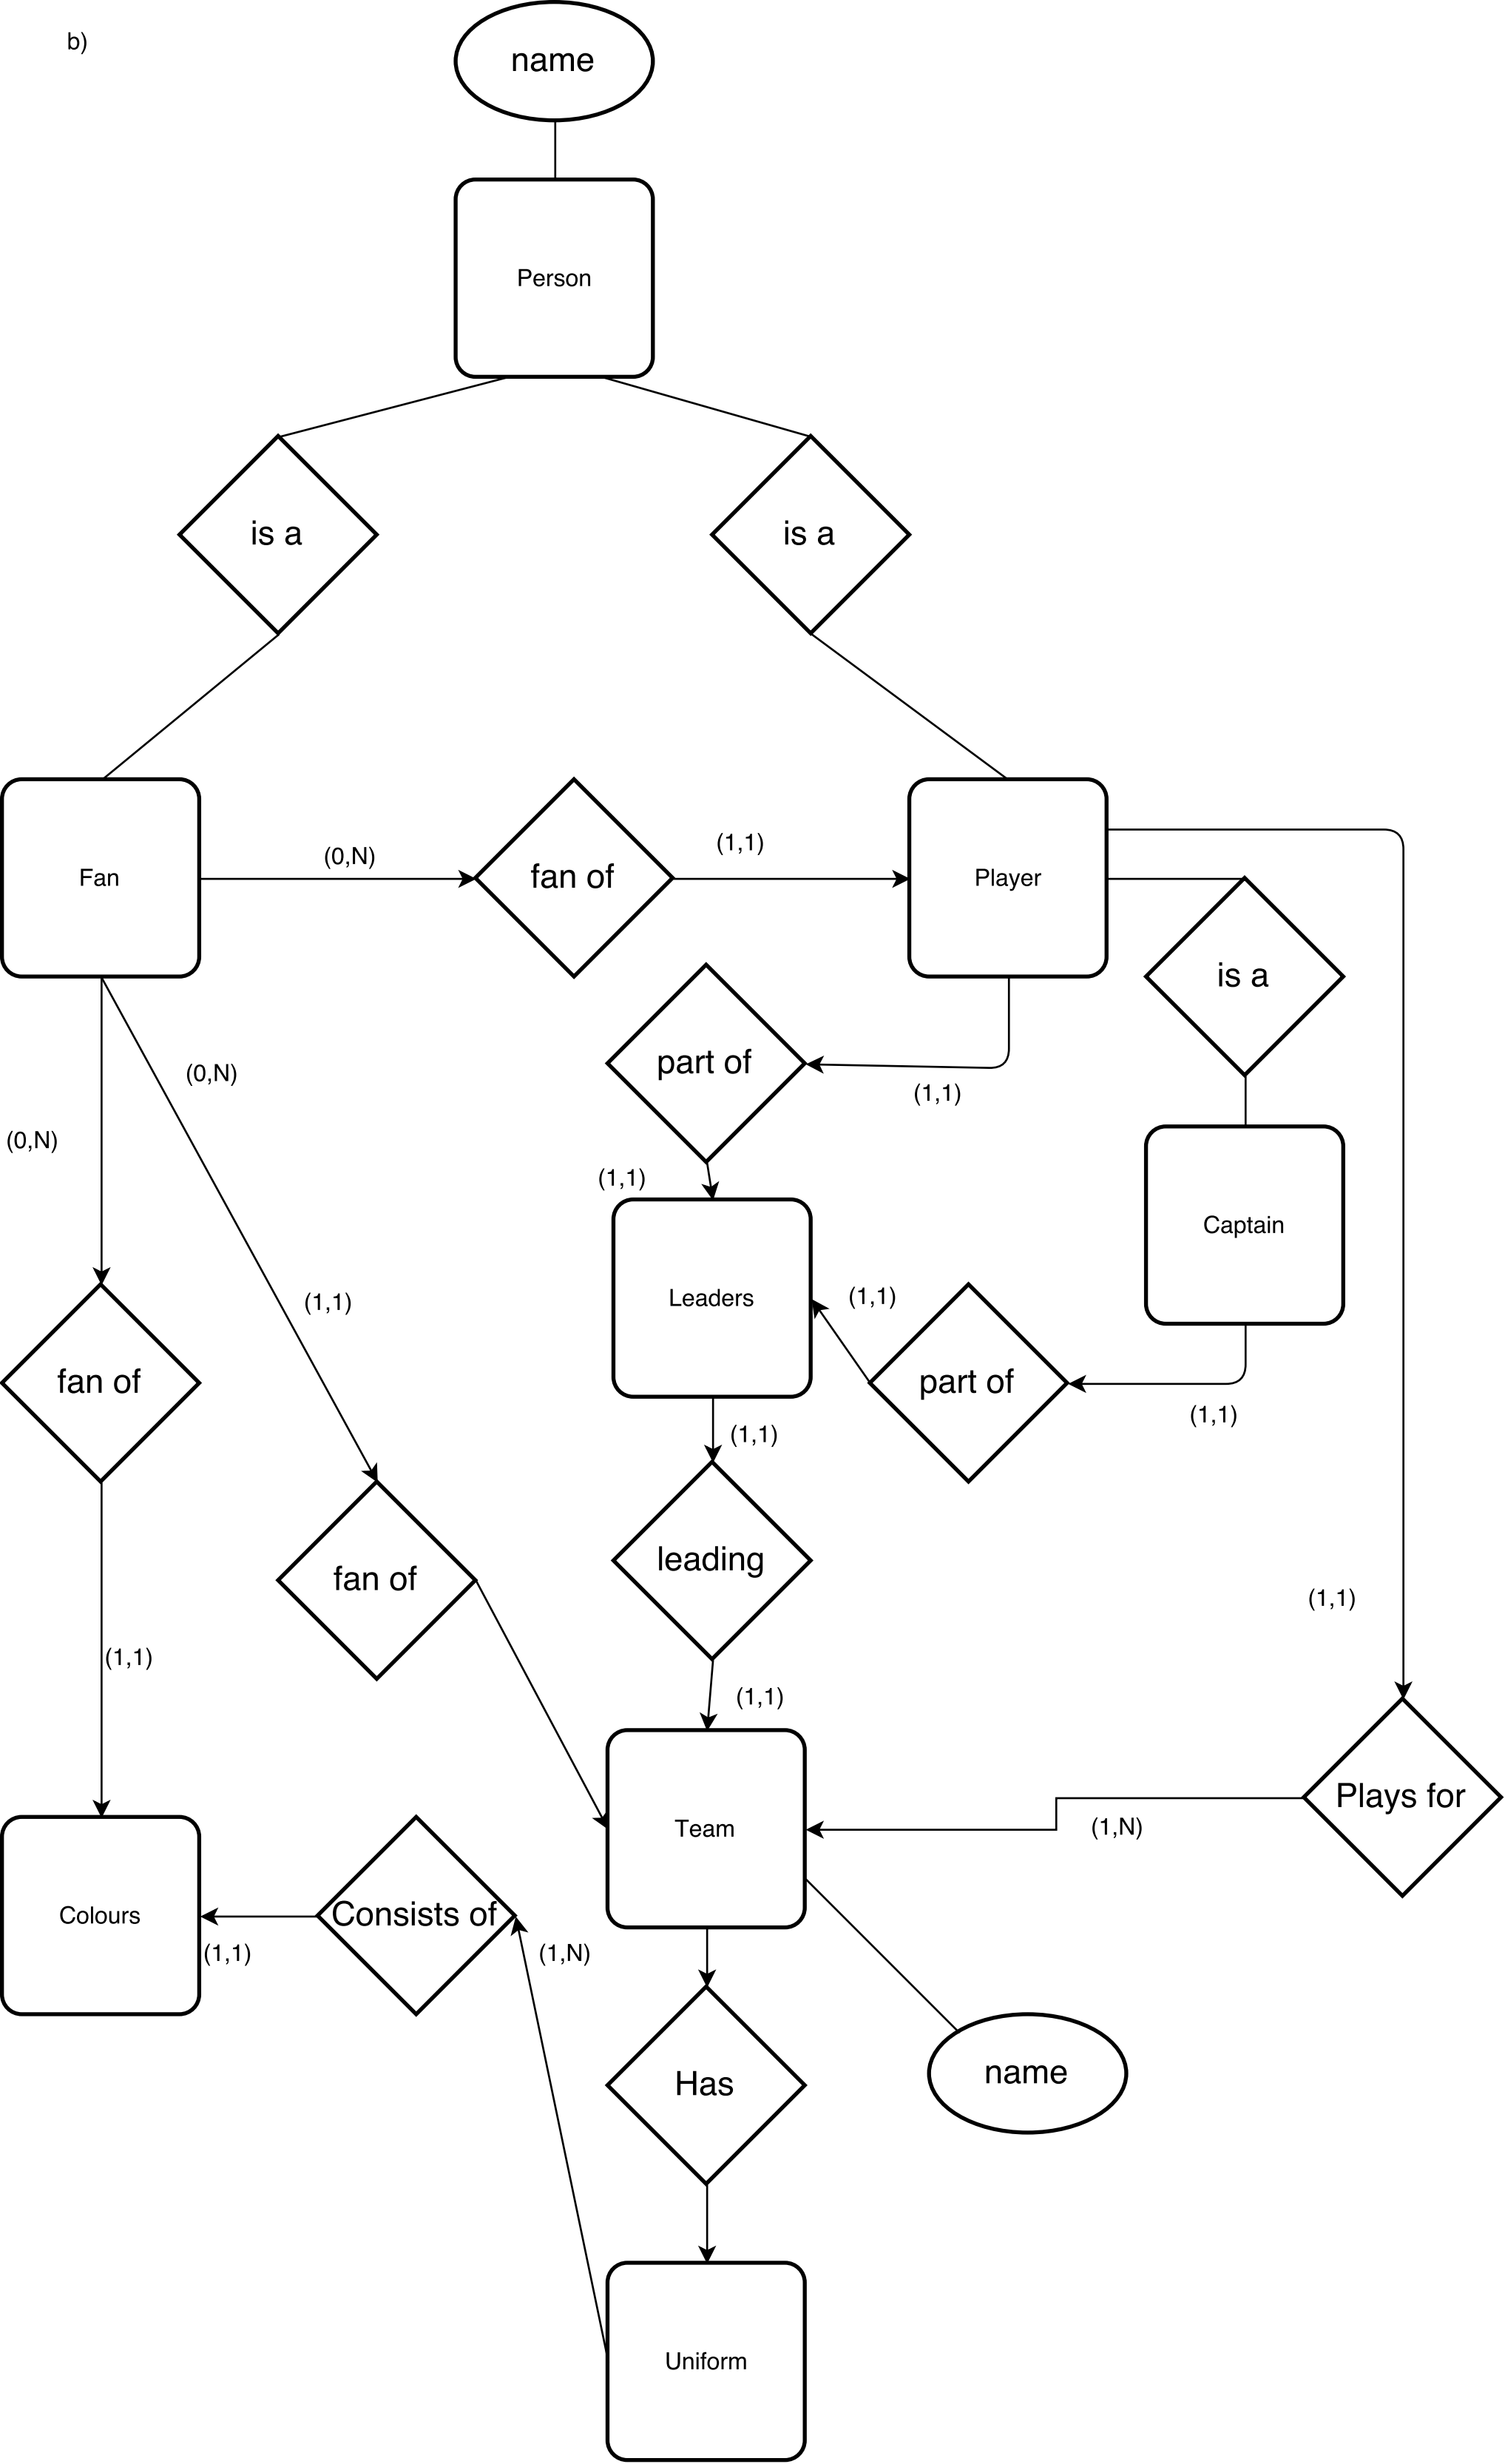 b)
name
Person
is a
is a
Fan
(0,N)
fan of
(1,1)
Player
is a
part of
(1,1)
(0,N)
(0,N)
(1,1)
Captain
Leaders
(1,1)
(1,1)
fan of
part of
(1,1)
(1,1)
leading
fan of
(1,1)
(1,1)
(1,1)
Plays for
Team
(1,N)
Colours
Consists of
(1,1)
(1,N)
name
Has
Uniform